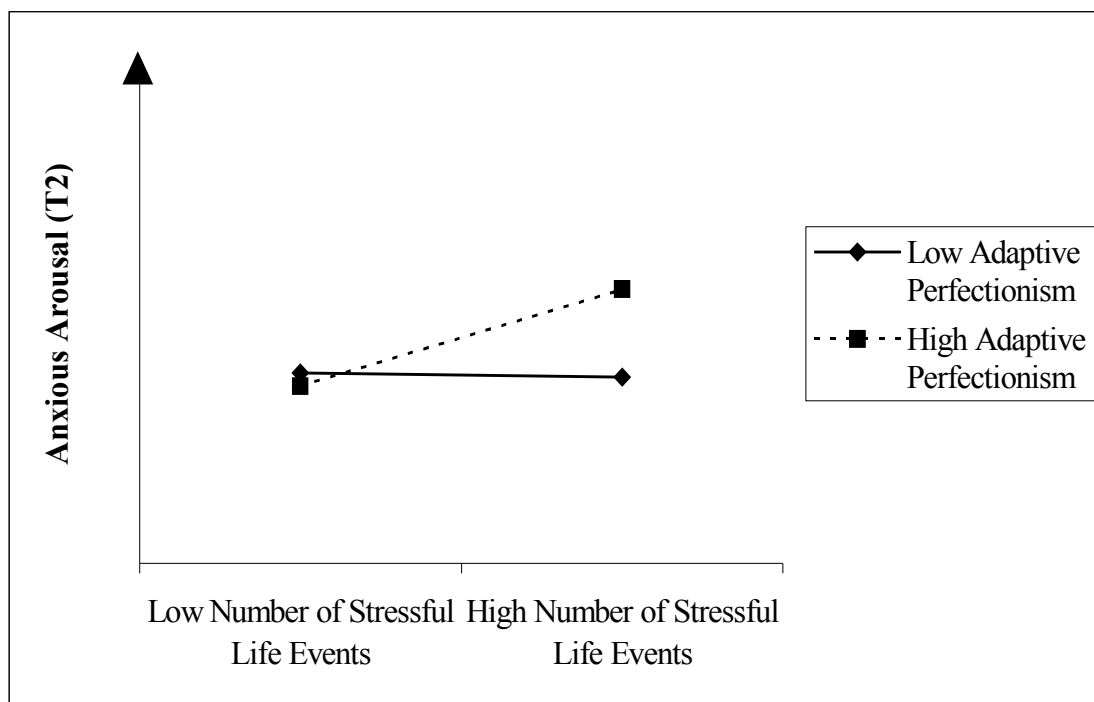 Anxious Arousal (T2)
Low Adaptive
Perfectionism
High Adaptive
Perfectionism
Low Number of Stressful
Life Events
High Number of Stressful
Life Events